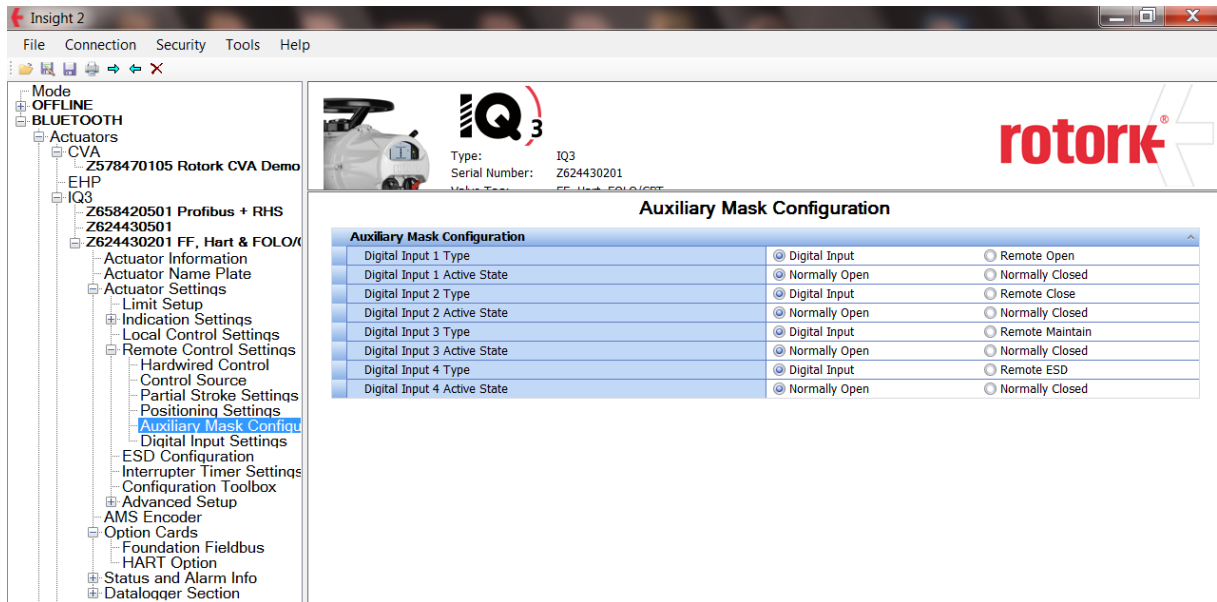 Insight 2
File Connection Security Tools Help
Mode
OFFLINE
BLUETOOTH
Actuators
CVA
Z578470105 Rotork CVA Demo
EHP
IQ3
Z658420501 Profibus + RHS
Z624430501
Z624430201 FF, Hart & FOLO/(
Actuator Information
Actuator Name Plate
Actuator Settings
Limit Setup
Indication Settings
Local Control Settings
Remote Control Settings
Hardwired Control
Control Source
Partial Stroke Settings
Positioning Settings
Auxiliary Mask Configu
Digital Input Settings
ESD Configuration
Interrupter Timer Settings
Configuration Toolbox
Advanced Setup
AMS Encoder
Option Cards
Foundation Fieldbus
HART Option
Status and Alarm Info
Datalogger Section
IQ3
Type: IQ3
Serial Number: Z624430201
Valve Tag: FF, Hart, FOLO/CPT
rotork®
Auxiliary Mask Configuration
Auxiliary Mask Configuration
Digital Input 1 Type Digital Input Remote Open
Digital Input 1 Active State Normally Open Normally Closed
Digital Input 2 Type Digital Input Remote Close
Digital Input 2 Active State Normally Open Normally Closed
Digital Input 3 Type Digital Input Remote Maintain
Digital Input 3 Active State Normally Open Normally Closed
Digital Input 4 Type Digital Input Remote ESD
Digital Input 4 Active State Normally Open Normally Closed